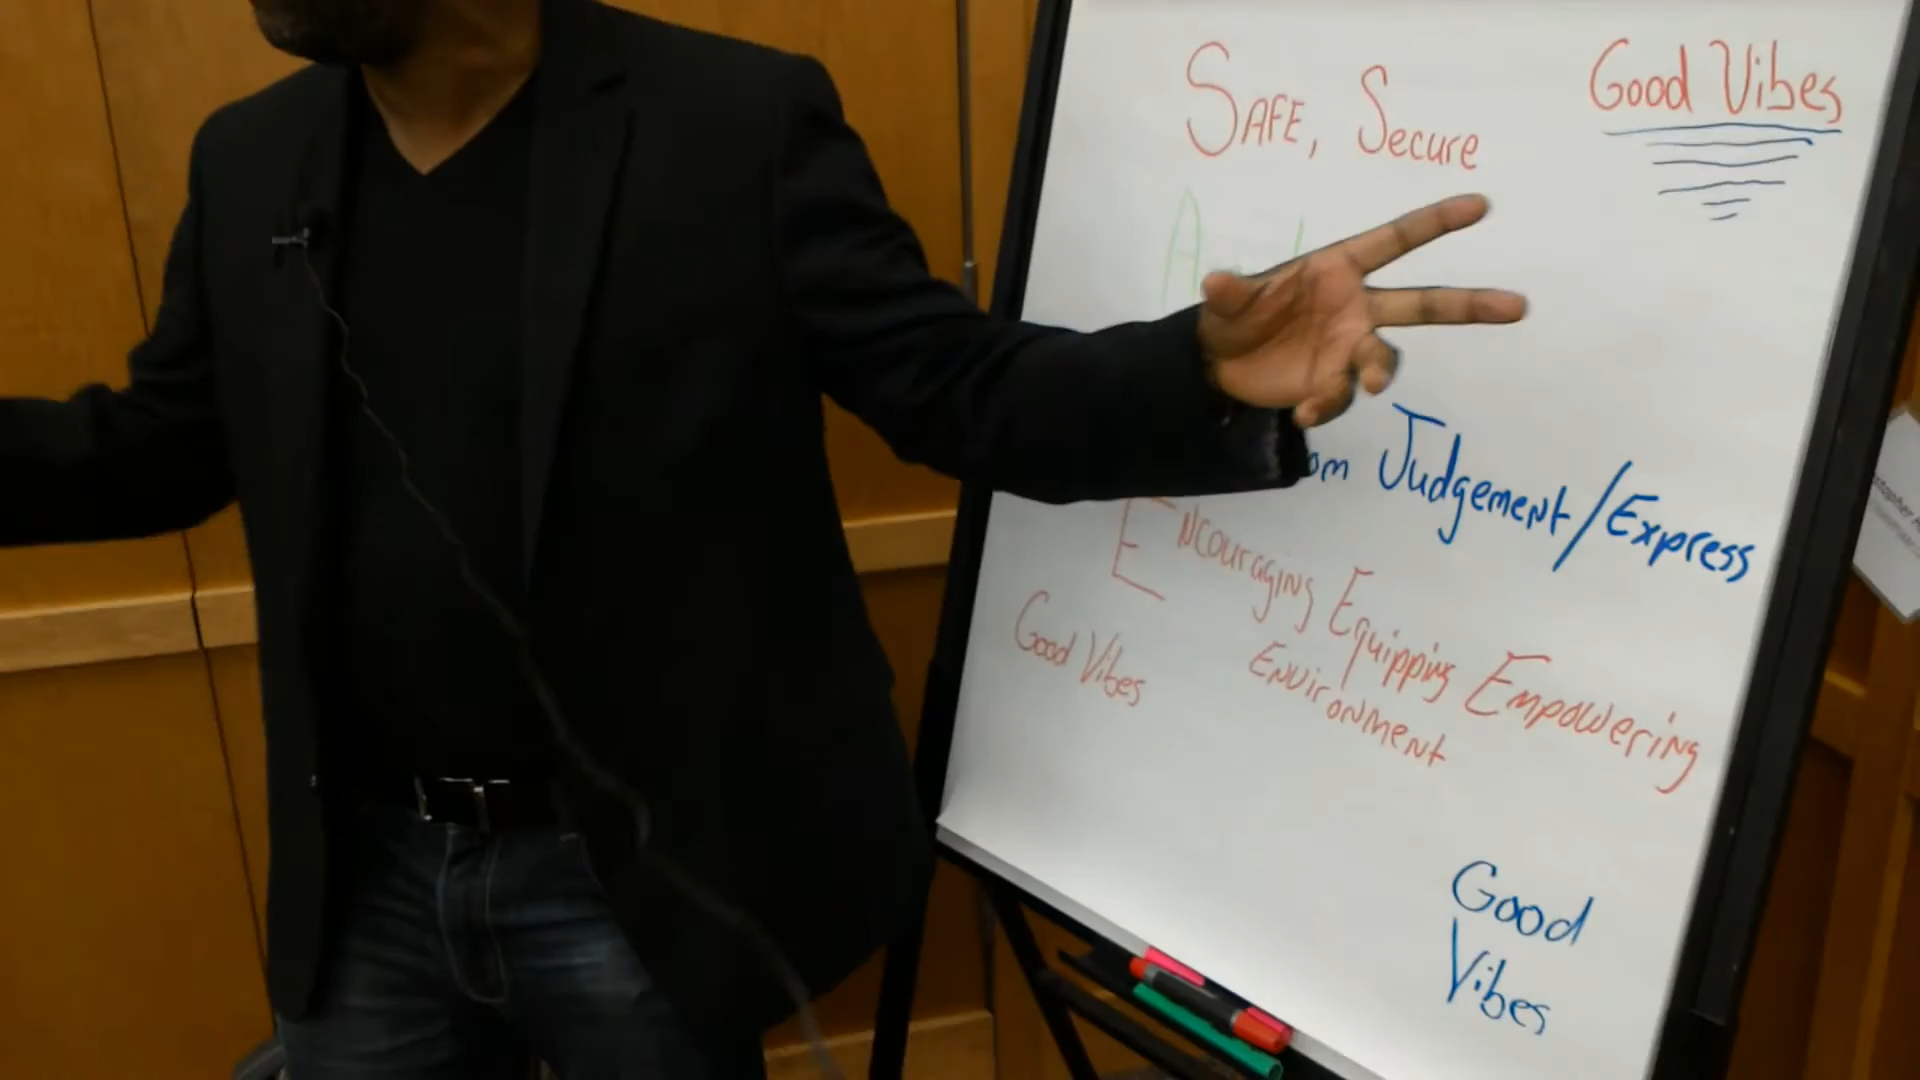 Good Vibes
SAFE, Secure
Judgement/Express
Encouraging Equipping Empowering
Environment
Good Vibes
Good
Vibes